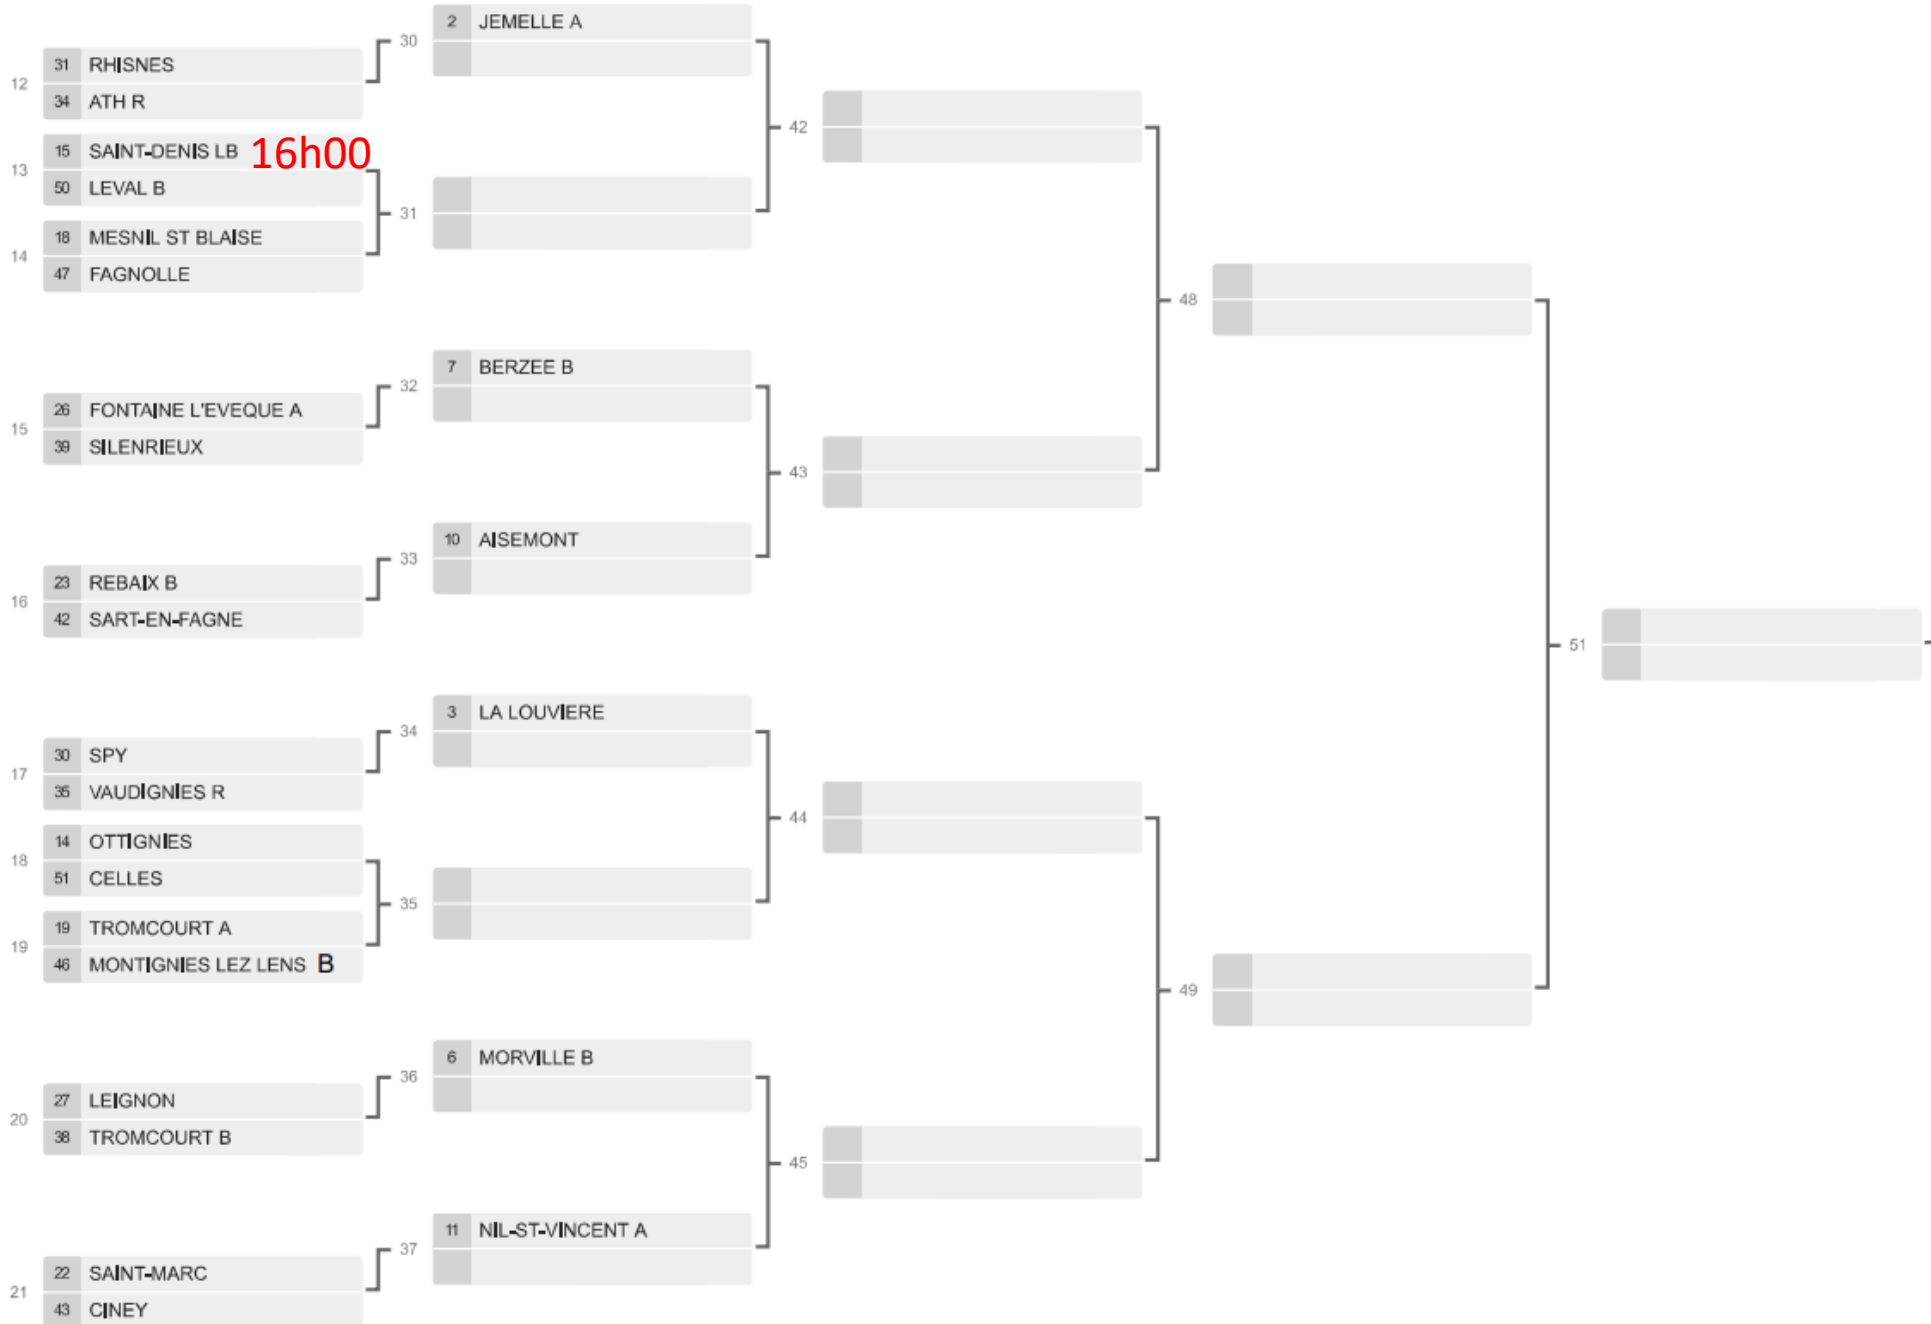 12
31 RHISNES
34 ATH R
13
15 SAINT-DENIS LB 16h00
50 LEVAL B
14
18 MESNIL ST BLAISE
47 FAGNOLLE
15
26 FONTAINE L'EVEQUE A
39 SILENRIEUX
16
23 REBAIX B
42 SART-EN-FAGNE
17
30 SPY
35 VAUDIGNIES R
18
14 OTTIGNIES
51 CELLES
19
19 TROMCOURT A
46 MONTIGNIES LEZ LENS B
20
27 LEIGNON
38 TROMCOURT B
21
22 SAINT-MARC
43 CINEY
30
2 JEMELLE A
31
32
7 BERZEE B
33
10 AISEMONT
34
3 LA LOUVIERE
35
36
6 MORVILLE B
37
11 NIL-ST-VINCENT A
42
43
44
45
48
49
51